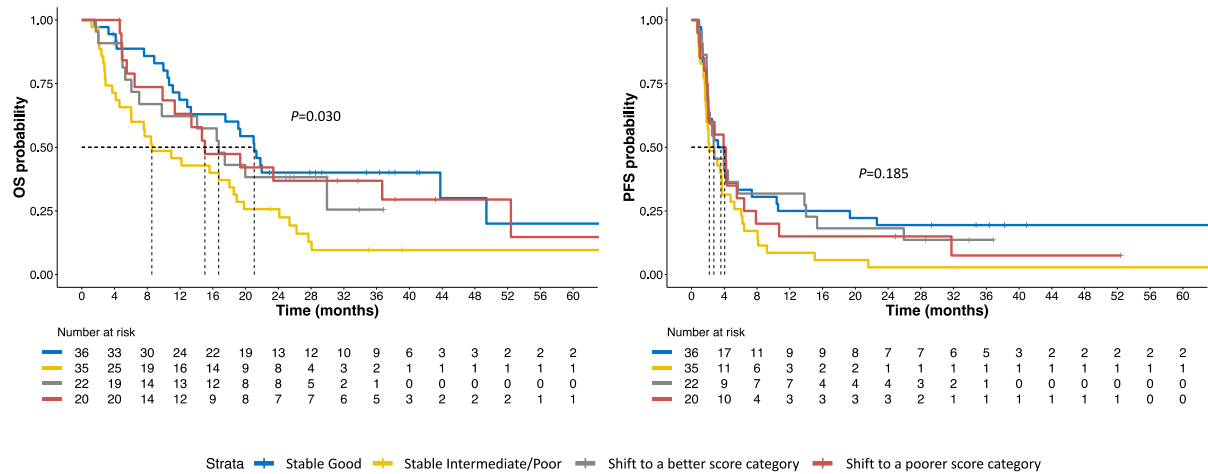 1.00
0.75
0.50
0.25
0.00
OS probability
P=0.030
0 4 8 12 16 20 24 28 32 36 40 44 48 52 56 60
Time (months)
Number at risk
36 33 30 24 22 19 13 12 10 9 6 3 3 2 2 2
35 25 19 16 14 9 8 4 3 2 1 1 1 1 1 1
22 19 14 13 12 8 8 5 2 1 0 0 0 0 0 0
20 20 14 12 9 8 7 7 6 5 3 2 2 2 1 1
1.00
0.75
0.50
0.25
0.00
PFS probability
P=0.185
0 4 8 12 16 20 24 28 32 36 40 44 48 52 56 60
Time (months)
Number at risk
36 17 11 9 9 8 7 7 6 5 3 2 2 2 2 2
35 11 6 3 2 2 1 1 1 1 1 1 1 1 1 1
22 9 7 7 4 4 4 3 2 1 0 0 0 0 0 0
20 10 4 3 3 3 3 2 1 1 1 1 1 1 0 0
Strata Stable Good Stable Intermediate/Poor Shift to a better score category Shift to a poorer score category